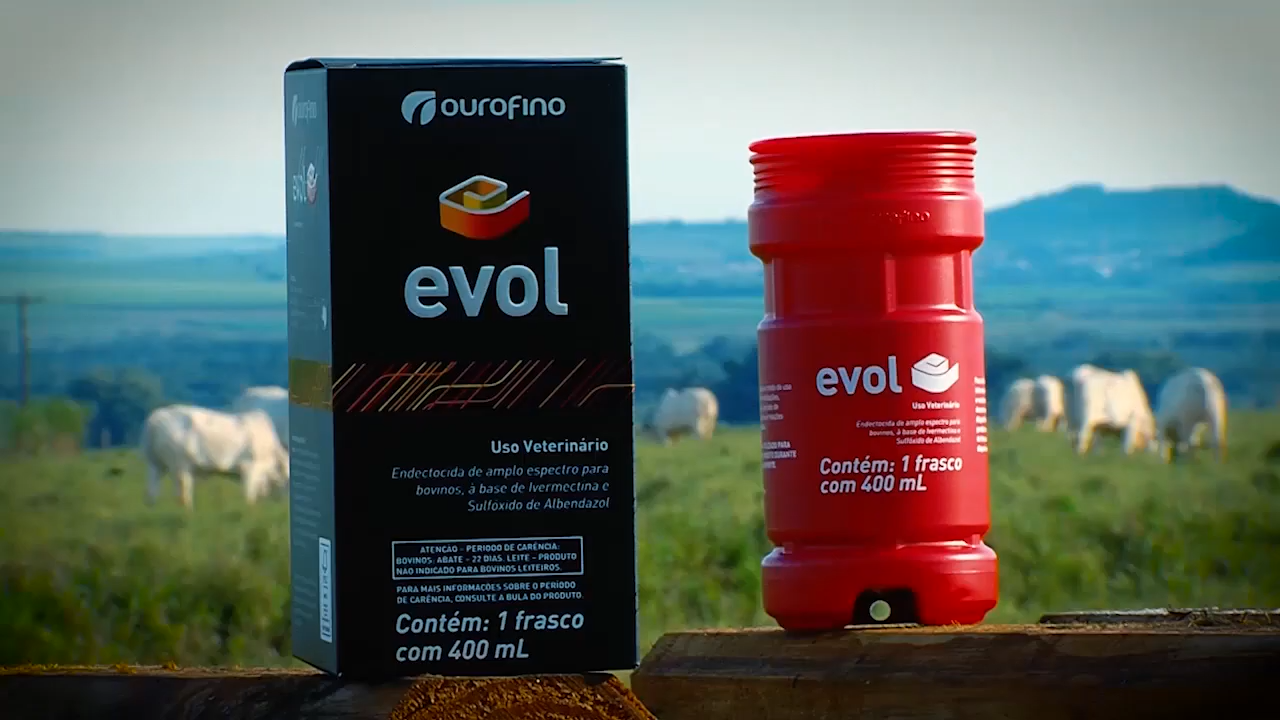 ourofino
evol
Uso Veterinário
Endectocida de amplo espectro para
bovinos, à base de Ivermectina e
Sulfóxido de Albendazol
ATENÇÃO - PERÍODO DE CARÊNCIA:
BOVINOS: ABATE - 22 DIAS. LEITE - PRODUTO
NÃO INDICADO PARA BOVINOS LEITEIROS.
PARA MAIS INFORMAÇÕES SOBRE O PERÍODO
DE CARÊNCIA, CONSULTE A BULA DO PRODUTO.
Contém: 1 frasco
com 400 mL
ourofino
evol
ourofino
evol
Uso Veterinário
Endectocida de amplo espectro para
bovinos, à base de Ivermectina e
Sulfóxido de Albendazol
Contém: 1 frasco
com 400 mL